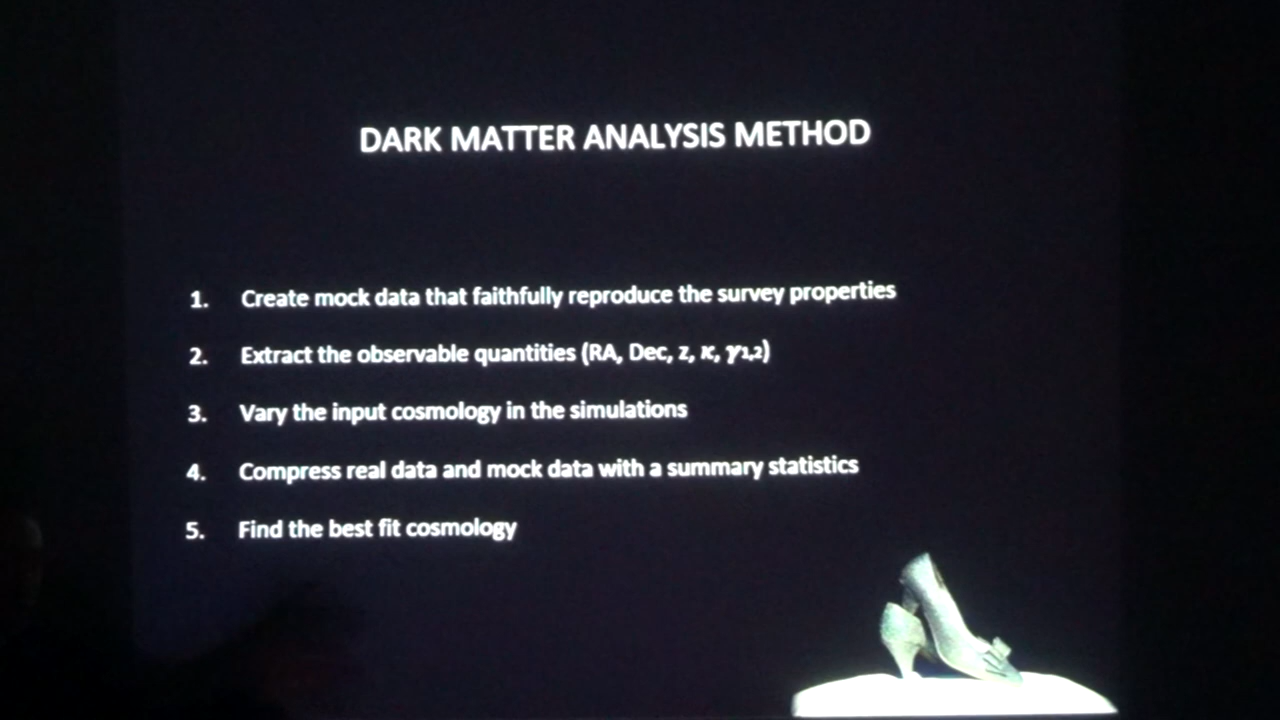 DARK MATTER ANALYSIS METHOD
1. Create mock data that faithfully reproduce the survey properties
2. Extract the observable quantities (RA, Dec, z, κ, γ1,2)
3. Vary the input cosmology in the simulations
4. Compress real data and mock data with a summary statistics
5. Find the best fit cosmology